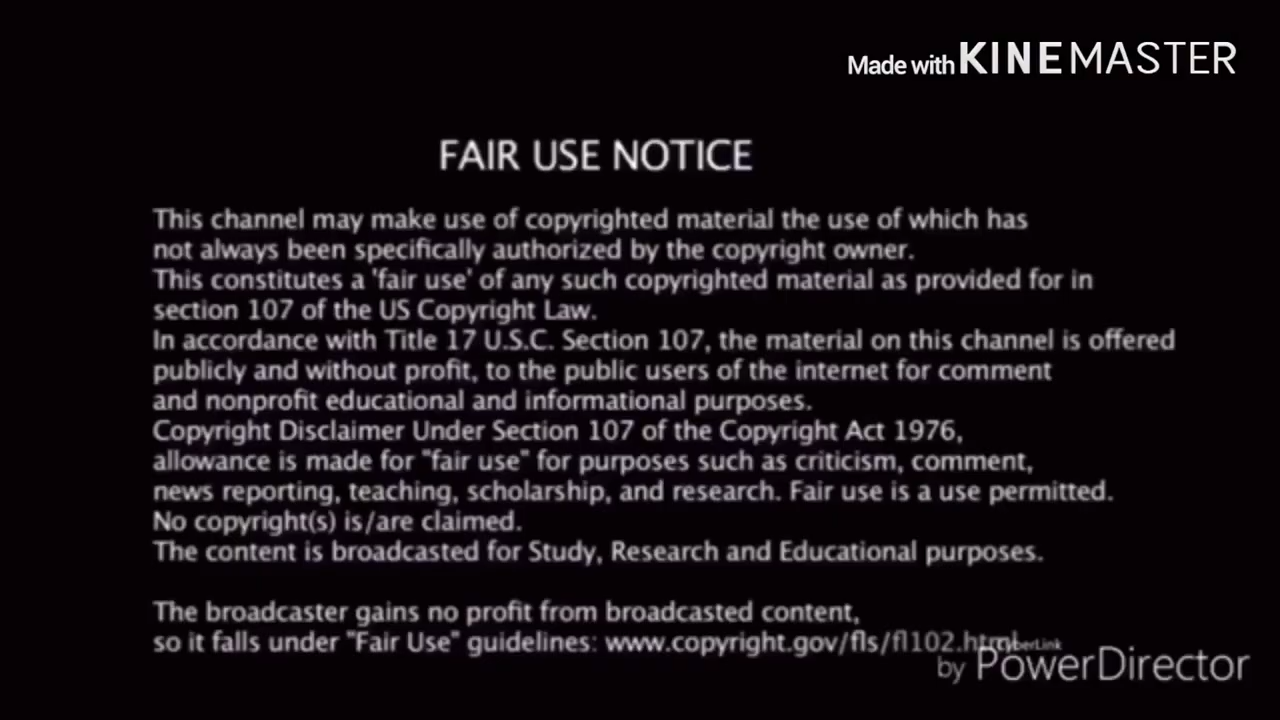 Made with KINEMASTER
FAIR USE NOTICE
This channel may make use of copyrighted material the use of which has
not always been specifically authorized by the copyright owner.
This constitutes a 'fair use' of any such copyrighted material as provided for in
section 107 of the US Copyright Law.
In accordance with Title 17 U.S.C. Section 107, the material on this channel is offered
publicly and without profit, to the public users of the internet for comment
and nonprofit educational and informational purposes.
Copyright Disclaimer Under Section 107 of the Copyright Act 1976,
allowance is made for "fair use" for purposes such as criticism, comment,
news reporting, teaching, scholarship, and research. Fair use is a use permitted.
No copyright(s) is/are claimed.
The content is broadcasted for Study, Research and Educational purposes.
The broadcaster gains no profit from broadcasted content,
so it falls under "Fair Use" guidelines: www.copyright.gov/fls/fl102.html
by PowerDirector